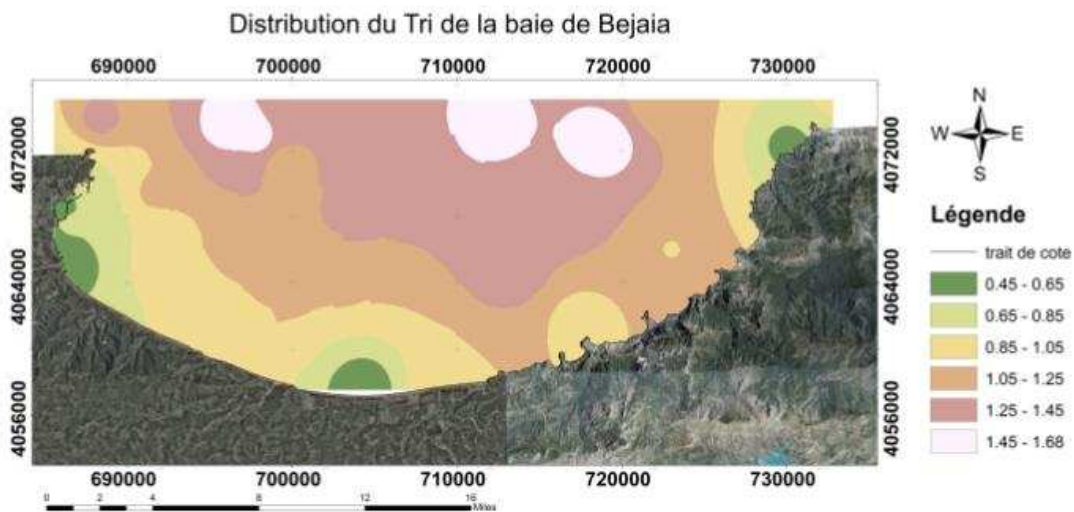 Distribution du Tri de la baie de Bejaia
690000 700000 710000 720000 730000
4072000 4072000
4064000 4064000
4056000 4056000
690000 700000 710000 720000 730000
0 2 4 8 12 16
Miles
N
W E
S
Légende
trait de cote
0.45 - 0.65
0.65 - 0.85
0.85 - 1.05
1.05 - 1.25
1.25 - 1.45
1.45 - 1.68